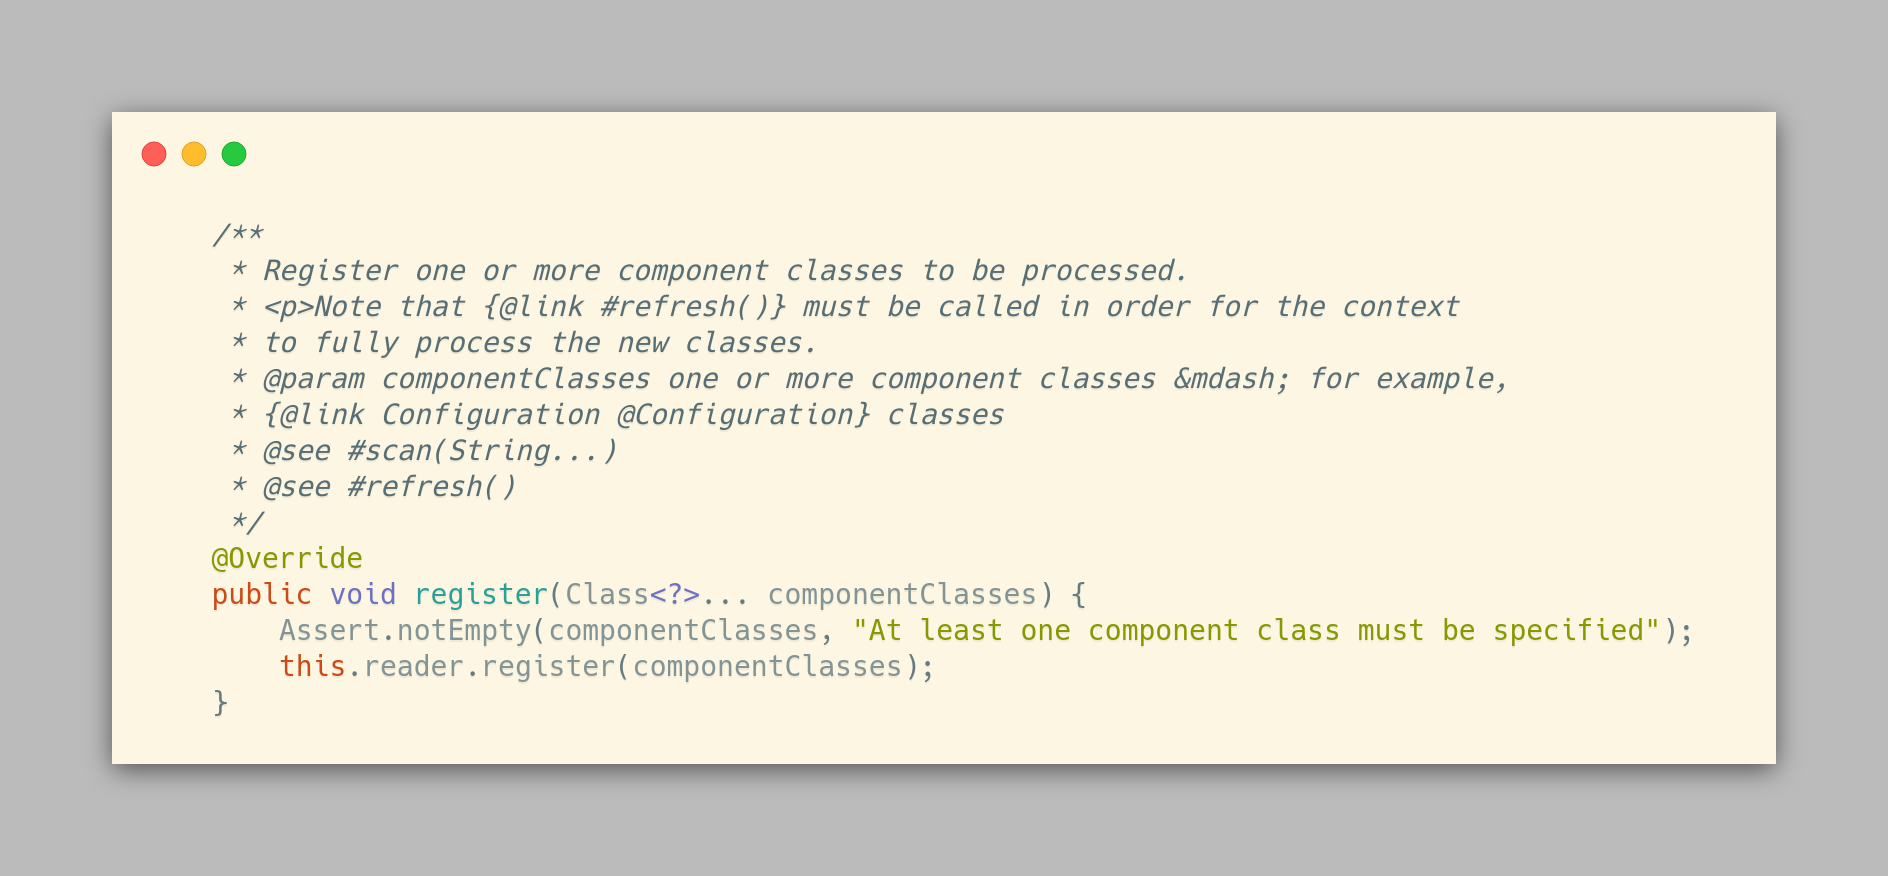 /**
 * Register one or more component classes to be processed.
 * <p>Note that {@link #refresh()} must be called in order for the context
 * to fully process the new classes.
 * @param componentClasses one or more component classes &mdash; for example,
 * {@link Configuration @Configuration} classes
 * @see #scan(String...)
 * @see #refresh()
 */
@Override
public void register(Class<?>... componentClasses) {
    Assert.notEmpty(componentClasses, "At least one component class must be specified");
    this.reader.register(componentClasses);
}